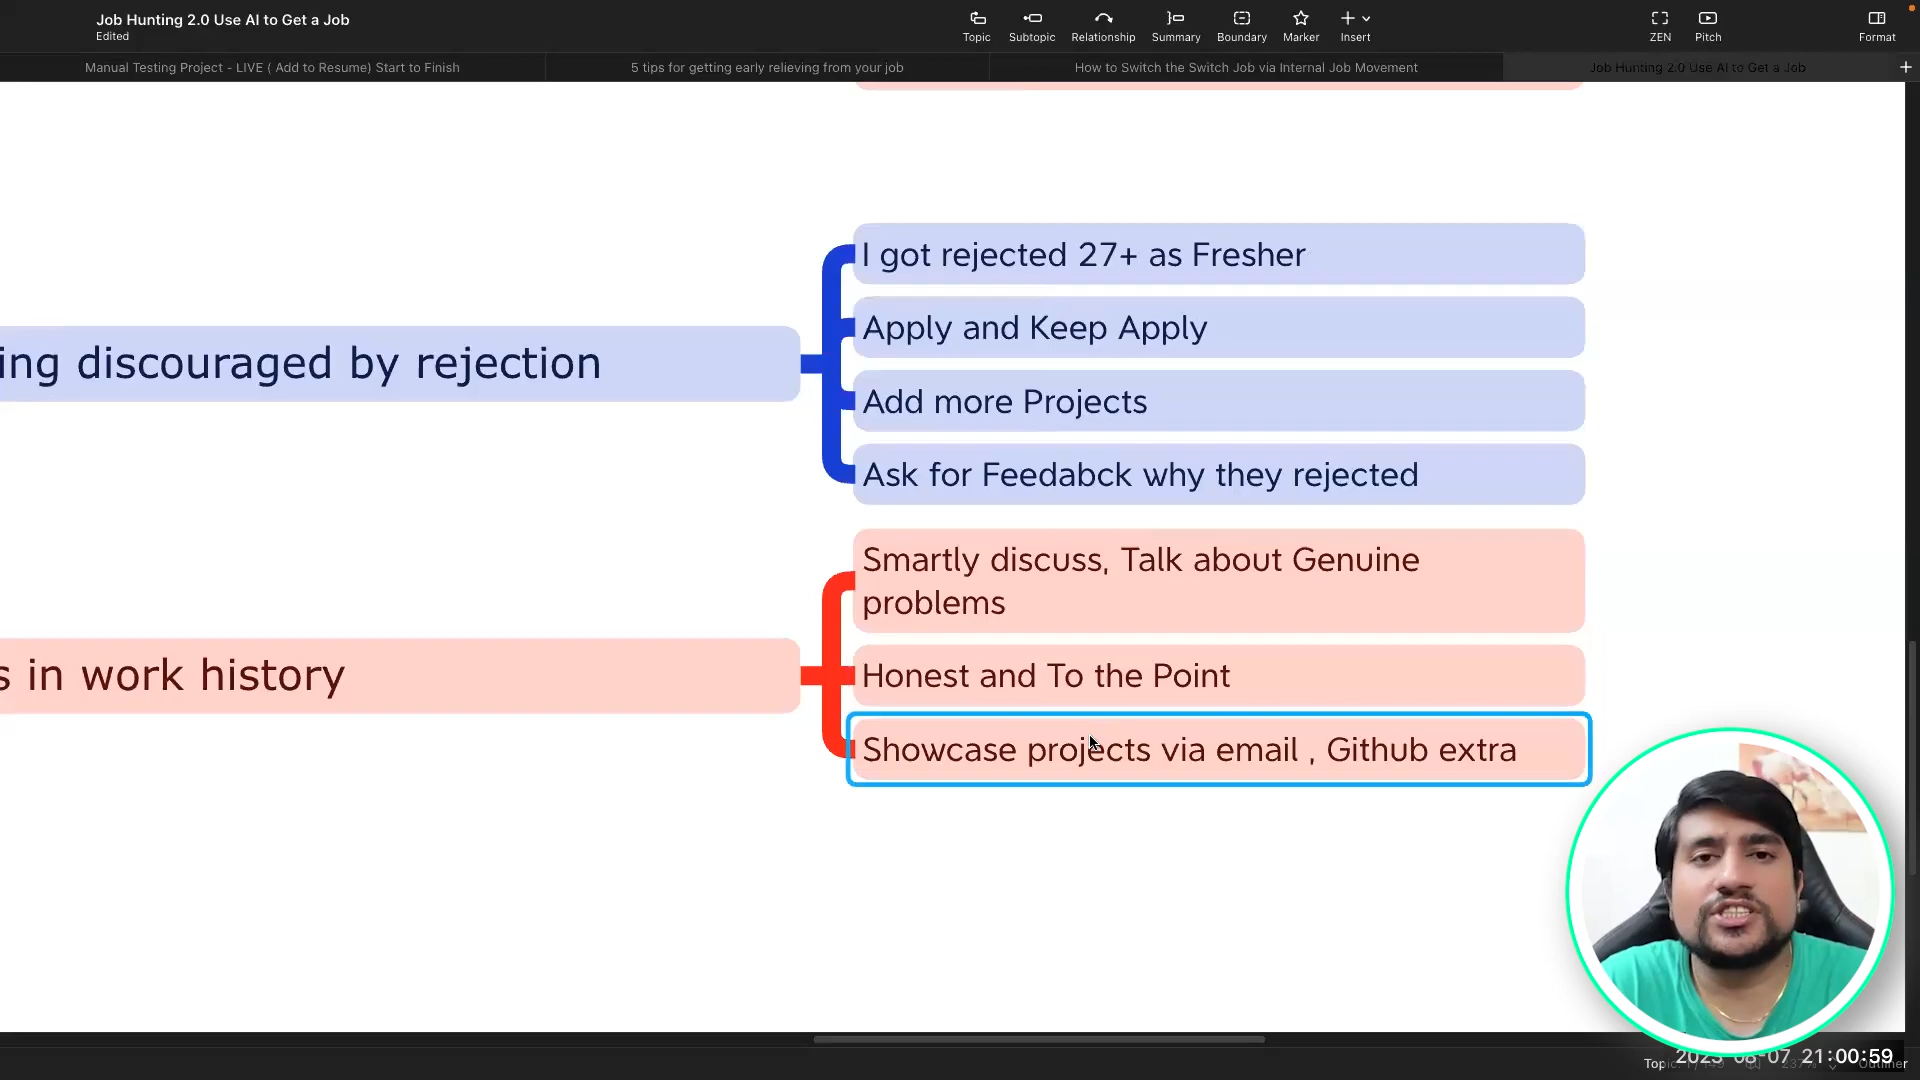 Job Hunting 2.0 Use AI to Get a Job
Edited
Topic
Subtopic
Relationship
Summary
Boundary
Marker
Insert
ZEN
Pitch
Format
Manual Testing Project - LIVE ( Add to Resume) Start to Finish
5 tips for getting early relieving from your job
How to Switch the Switch Job via Internal Job Movement
Job Hunting 2.0 Use AI to Get a Job
ing discouraged by rejection
I got rejected 27+ as Fresher
Apply and Keep Apply
Add more Projects
Ask for Feedabck why they rejected
s in work history
Smartly discuss, Talk about Genuine
problems
Honest and To the Point
Showcase projects via email , Github extra
2023-08-07 21:00:59